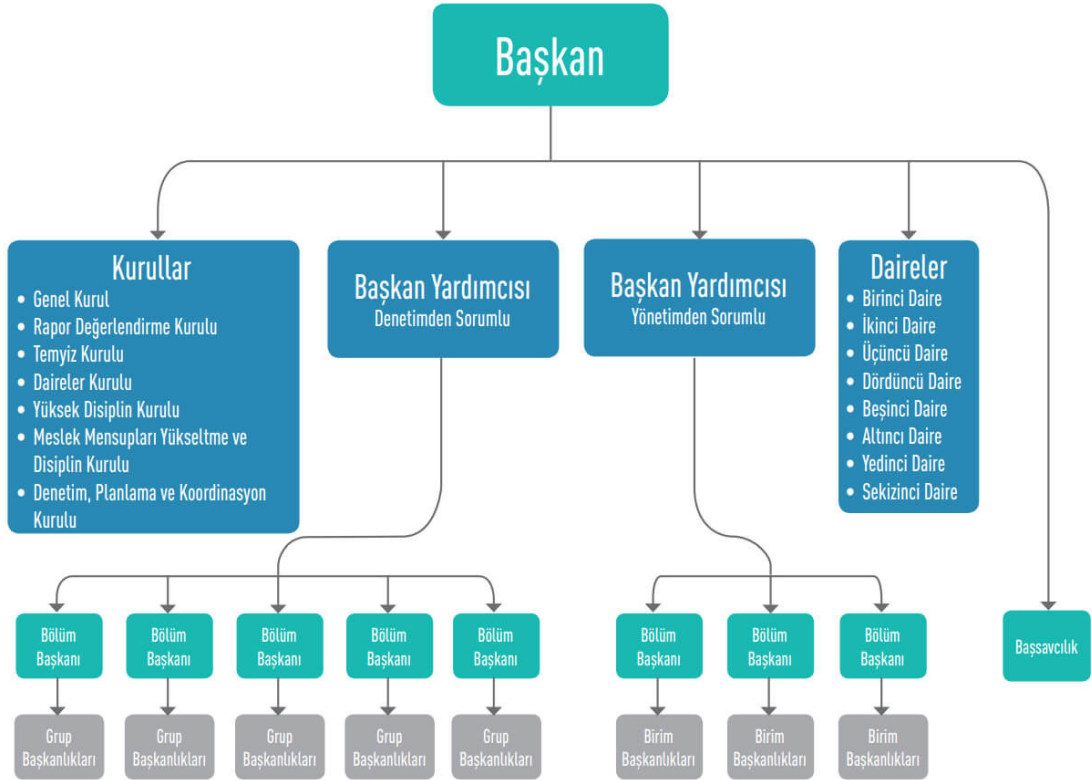 Başkan
Kurullar
• Genel Kurul
• Rapor Değerlendirme Kurulu
• Temyiz Kurulu
• Daireler Kurulu
• Yüksek Disiplin Kurulu
• Meslek Mensupları Yükseltme ve
Disiplin Kurulu
• Denetim, Planlama ve Koordinasyon
Kurulu
Başkan Yardımcısı
Denetimden Sorumlu
Başkan Yardımcısı
Yönetimden Sorumlu
Daireler
• Birinci Daire
• İkinci Daire
• Üçüncü Daire
• Dördüncü Daire
• Beşinci Daire
• Altıncı Daire
• Yedinci Daire
• Sekizinci Daire
Bölüm
Başkanı
Bölüm
Başkanı
Bölüm
Başkanı
Bölüm
Başkanı
Bölüm
Başkanı
Bölüm
Başkanı
Bölüm
Başkanı
Bölüm
Başkanı
Başsavcılık
Grup
Başkanlıkları
Grup
Başkanlıkları
Grup
Başkanlıkları
Grup
Başkanlıkları
Grup
Başkanlıkları
Birim
Başkanlıkları
Birim
Başkanlıkları
Birim
Başkanlıkları